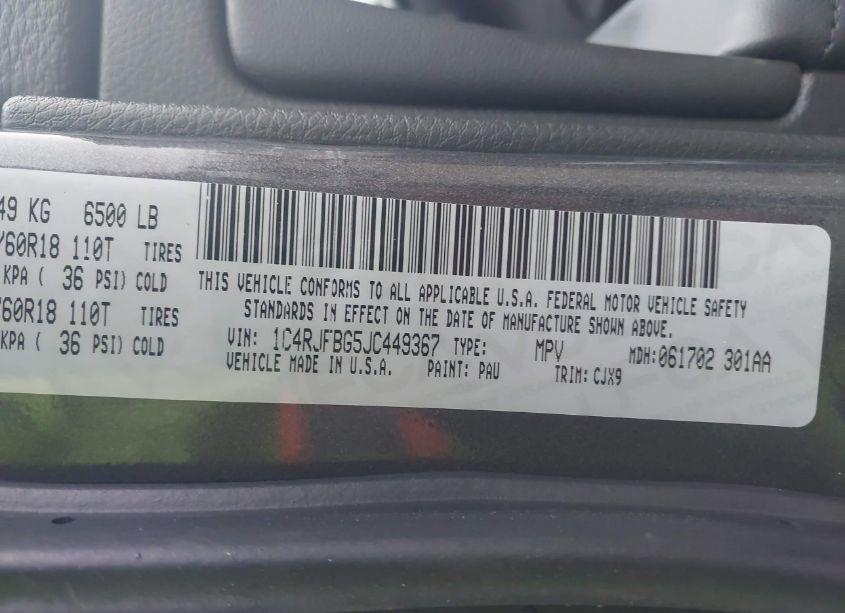 49 KG 6500 LB
/60R18 110T TIRES
KPA ( 36 PSI) COLD
/60R18 110T TIRES
KPA ( 36 PSI) COLD
THIS VEHICLE CONFORMS TO ALL APPLICABLE U.S.A. FEDERAL MOTOR VEHICLE SAFETY
STANDARDS IN EFFECT ON THE DATE OF MANUFACTURE SHOWN ABOVE.
VIN: 1C4RJFBG5JC449367 TYPE: MPV MDH:061702 301AA
VEHICLE MADE IN U.S.A. PAINT: PAU TRIM: CJX9